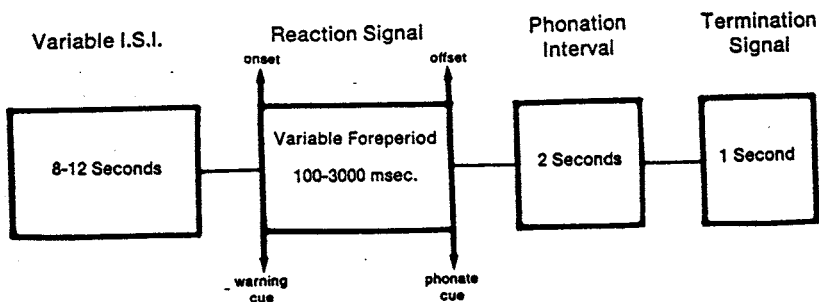 Variable I.S.I.
Reaction Signal
Phonation
Interval
Termination
Signal
onset
offset
8-12 Seconds
Variable Foreperiod
100-3000 msec.
2 Seconds
1 Second
warning
cue
phonate
cue